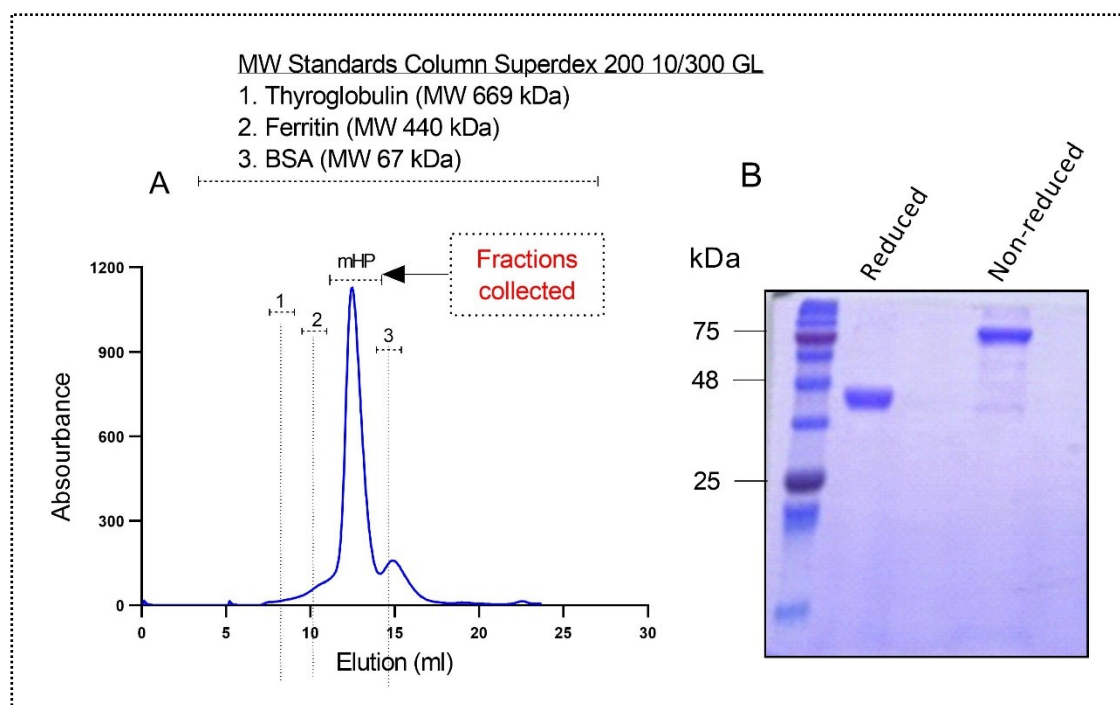 MW Standards Column Superdex 200 10/300 GL
1. Thyroglobulin (MW 669 kDa)
2. Ferritin (MW 440 kDa)
3. BSA (MW 67 kDa)
A
B
mHP
Fractions
collected
1
2
3
1200
900
600
300
0
Absourbance
0
5
10
15
20
25
30
Elution (ml)
kDa
Reduced
Non-reduced
75
48
25